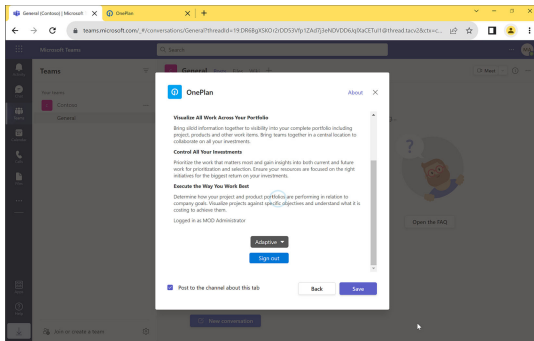 General (Contoso) | Microsoft
OnePlan
teams.microsoft.com/_#/conversations/General?threadId=19:DR6BgXSKOr2rDD53Vfp1ZAd7j3eNDVDD6JqIXaCETur1@thread.tacv2&ctx=c...
Microsoft Teams
Search
Teams
General
Meet
OnePlan
About
Your teams
Contoso
General
Visualize All Work Across Your Portfolio
Bring siloed information together to visibility into your complete portfolio including
project, products and other work items. Bring teams together in a central location to
collaborate on all your investments.
Control All Your Investments
Prioritize the work that matters most and gain insights into both current and future
work for prioritization and selection. Ensure your resources are focused on the right
initiatives for the biggest return on your investments.
Execute the Way You Work Best
Determine how your project and product portfolios are performing in relation to
company goals. Visualize projects against specific objectives and understand what it is
costing to achieve them.
Logged in as MOD Administrator
Adaptive
Sign out
Open the FAQ
Post to the channel about this tab
Back
Save
New conversation
Join or create a team